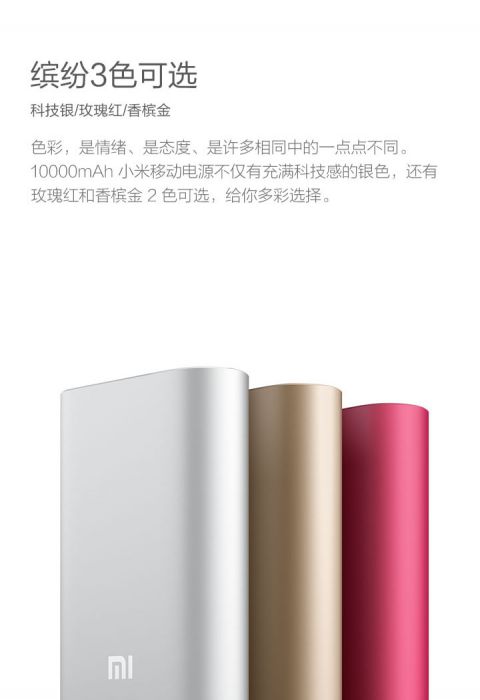 缤纷3色可选
科技银/玫瑰红/香槟金
色彩，是情绪、是态度、是许多相同中的一点点不同。
10000mAh 小米移动电源不仅有充满科技感的银色，还有
玫瑰红和香槟金 2 色可选，给你多彩选择。
mi